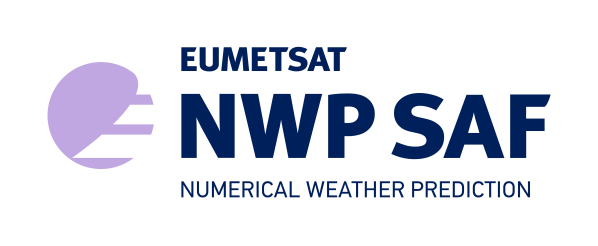 EUMETSAT
NWP SAF
NUMERICAL WEATHER PREDICTION